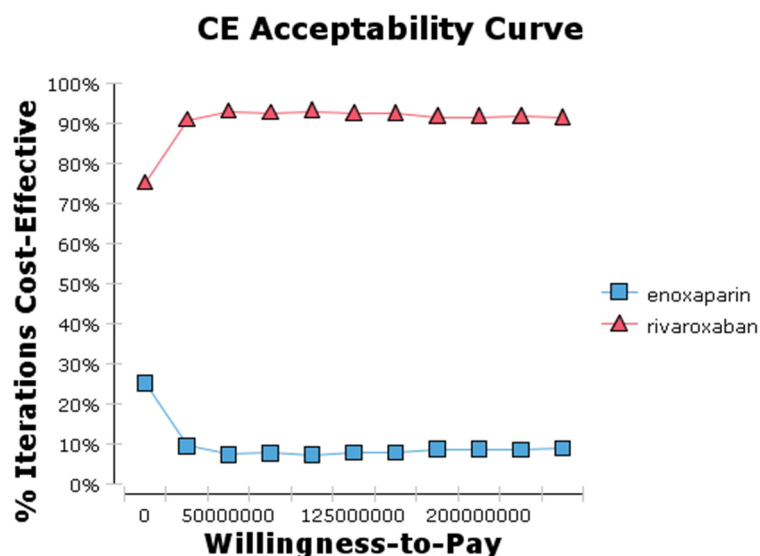 CE Acceptability Curve
% Iterations Cost-Effective
100%
90%
80%
70%
60%
50%
40%
30%
20%
10%
0%
0 50000000 125000000 200000000
Willingness-to-Pay
enoxaparin
rivaroxaban